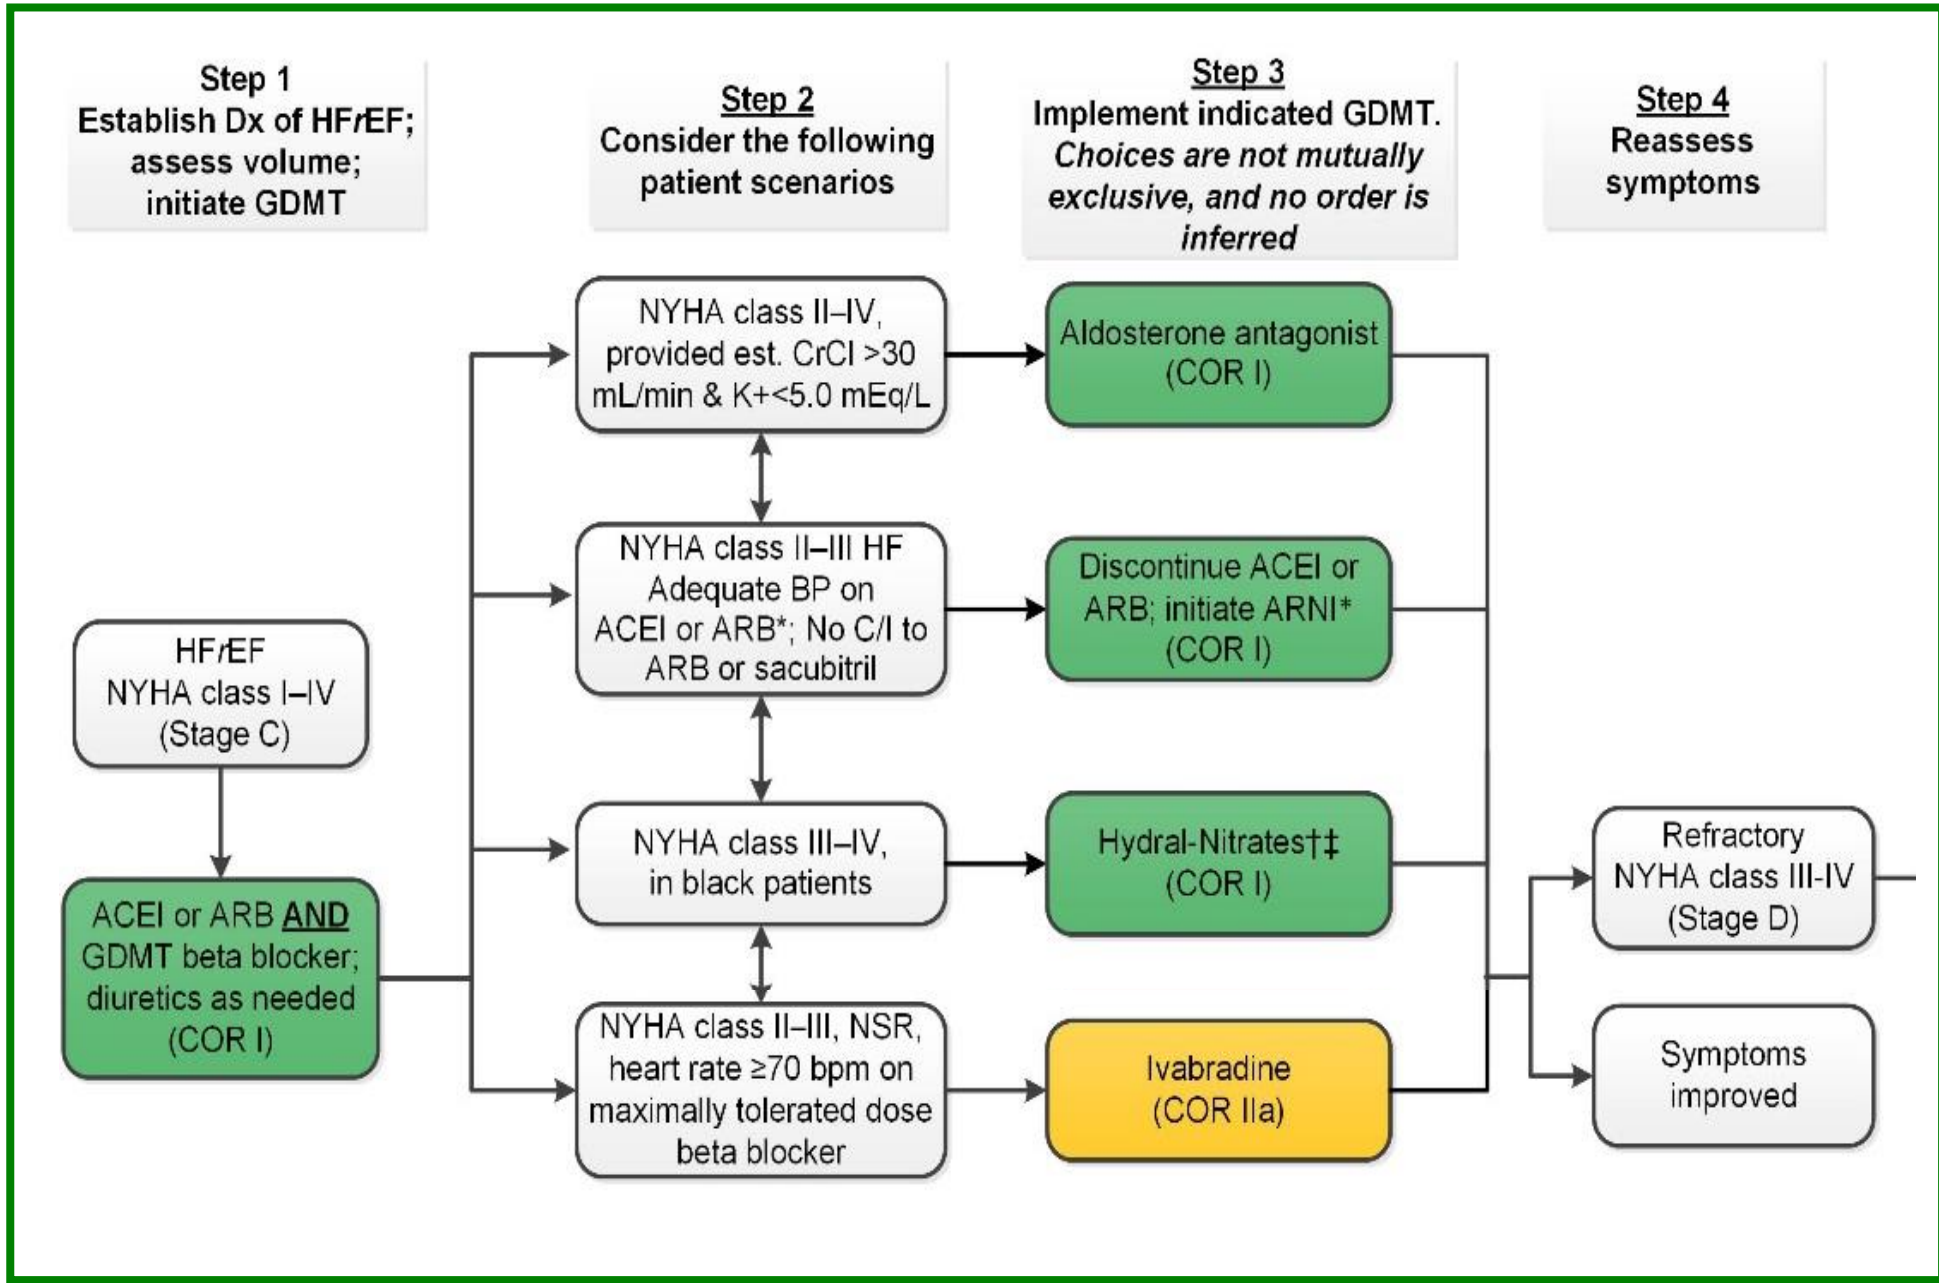 Step 1
Establish Dx of HFrEF;
assess volume;
initiate GDMT
Step 2
Consider the following
patient scenarios
Step 3
Implement indicated GDMT.
Choices are not mutually
exclusive, and no order is
inferred
Step 4
Reassess
symptoms
HFrEF
NYHA class I–IV
(Stage C)
ACEI or ARB AND
GDMT beta blocker;
diuretics as needed
(COR I)
NYHA class II–IV,
provided est. CrCl >30
mL/min & K+<5.0 mEq/L
NYHA class II–III HF
Adequate BP on
ACEI or ARB*; No C/I to
ARB or sacubitril
NYHA class III–IV,
in black patients
NYHA class II–III, NSR,
heart rate ≥70 bpm on
maximally tolerated dose
beta blocker
Aldosterone antagonist
(COR I)
Discontinue ACEI or
ARB; initiate ARNI*
(COR I)
Hydral-Nitrates†‡
(COR I)
Ivabradine
(COR IIa)
Refractory
NYHA class III-IV
(Stage D)
Symptoms
improved